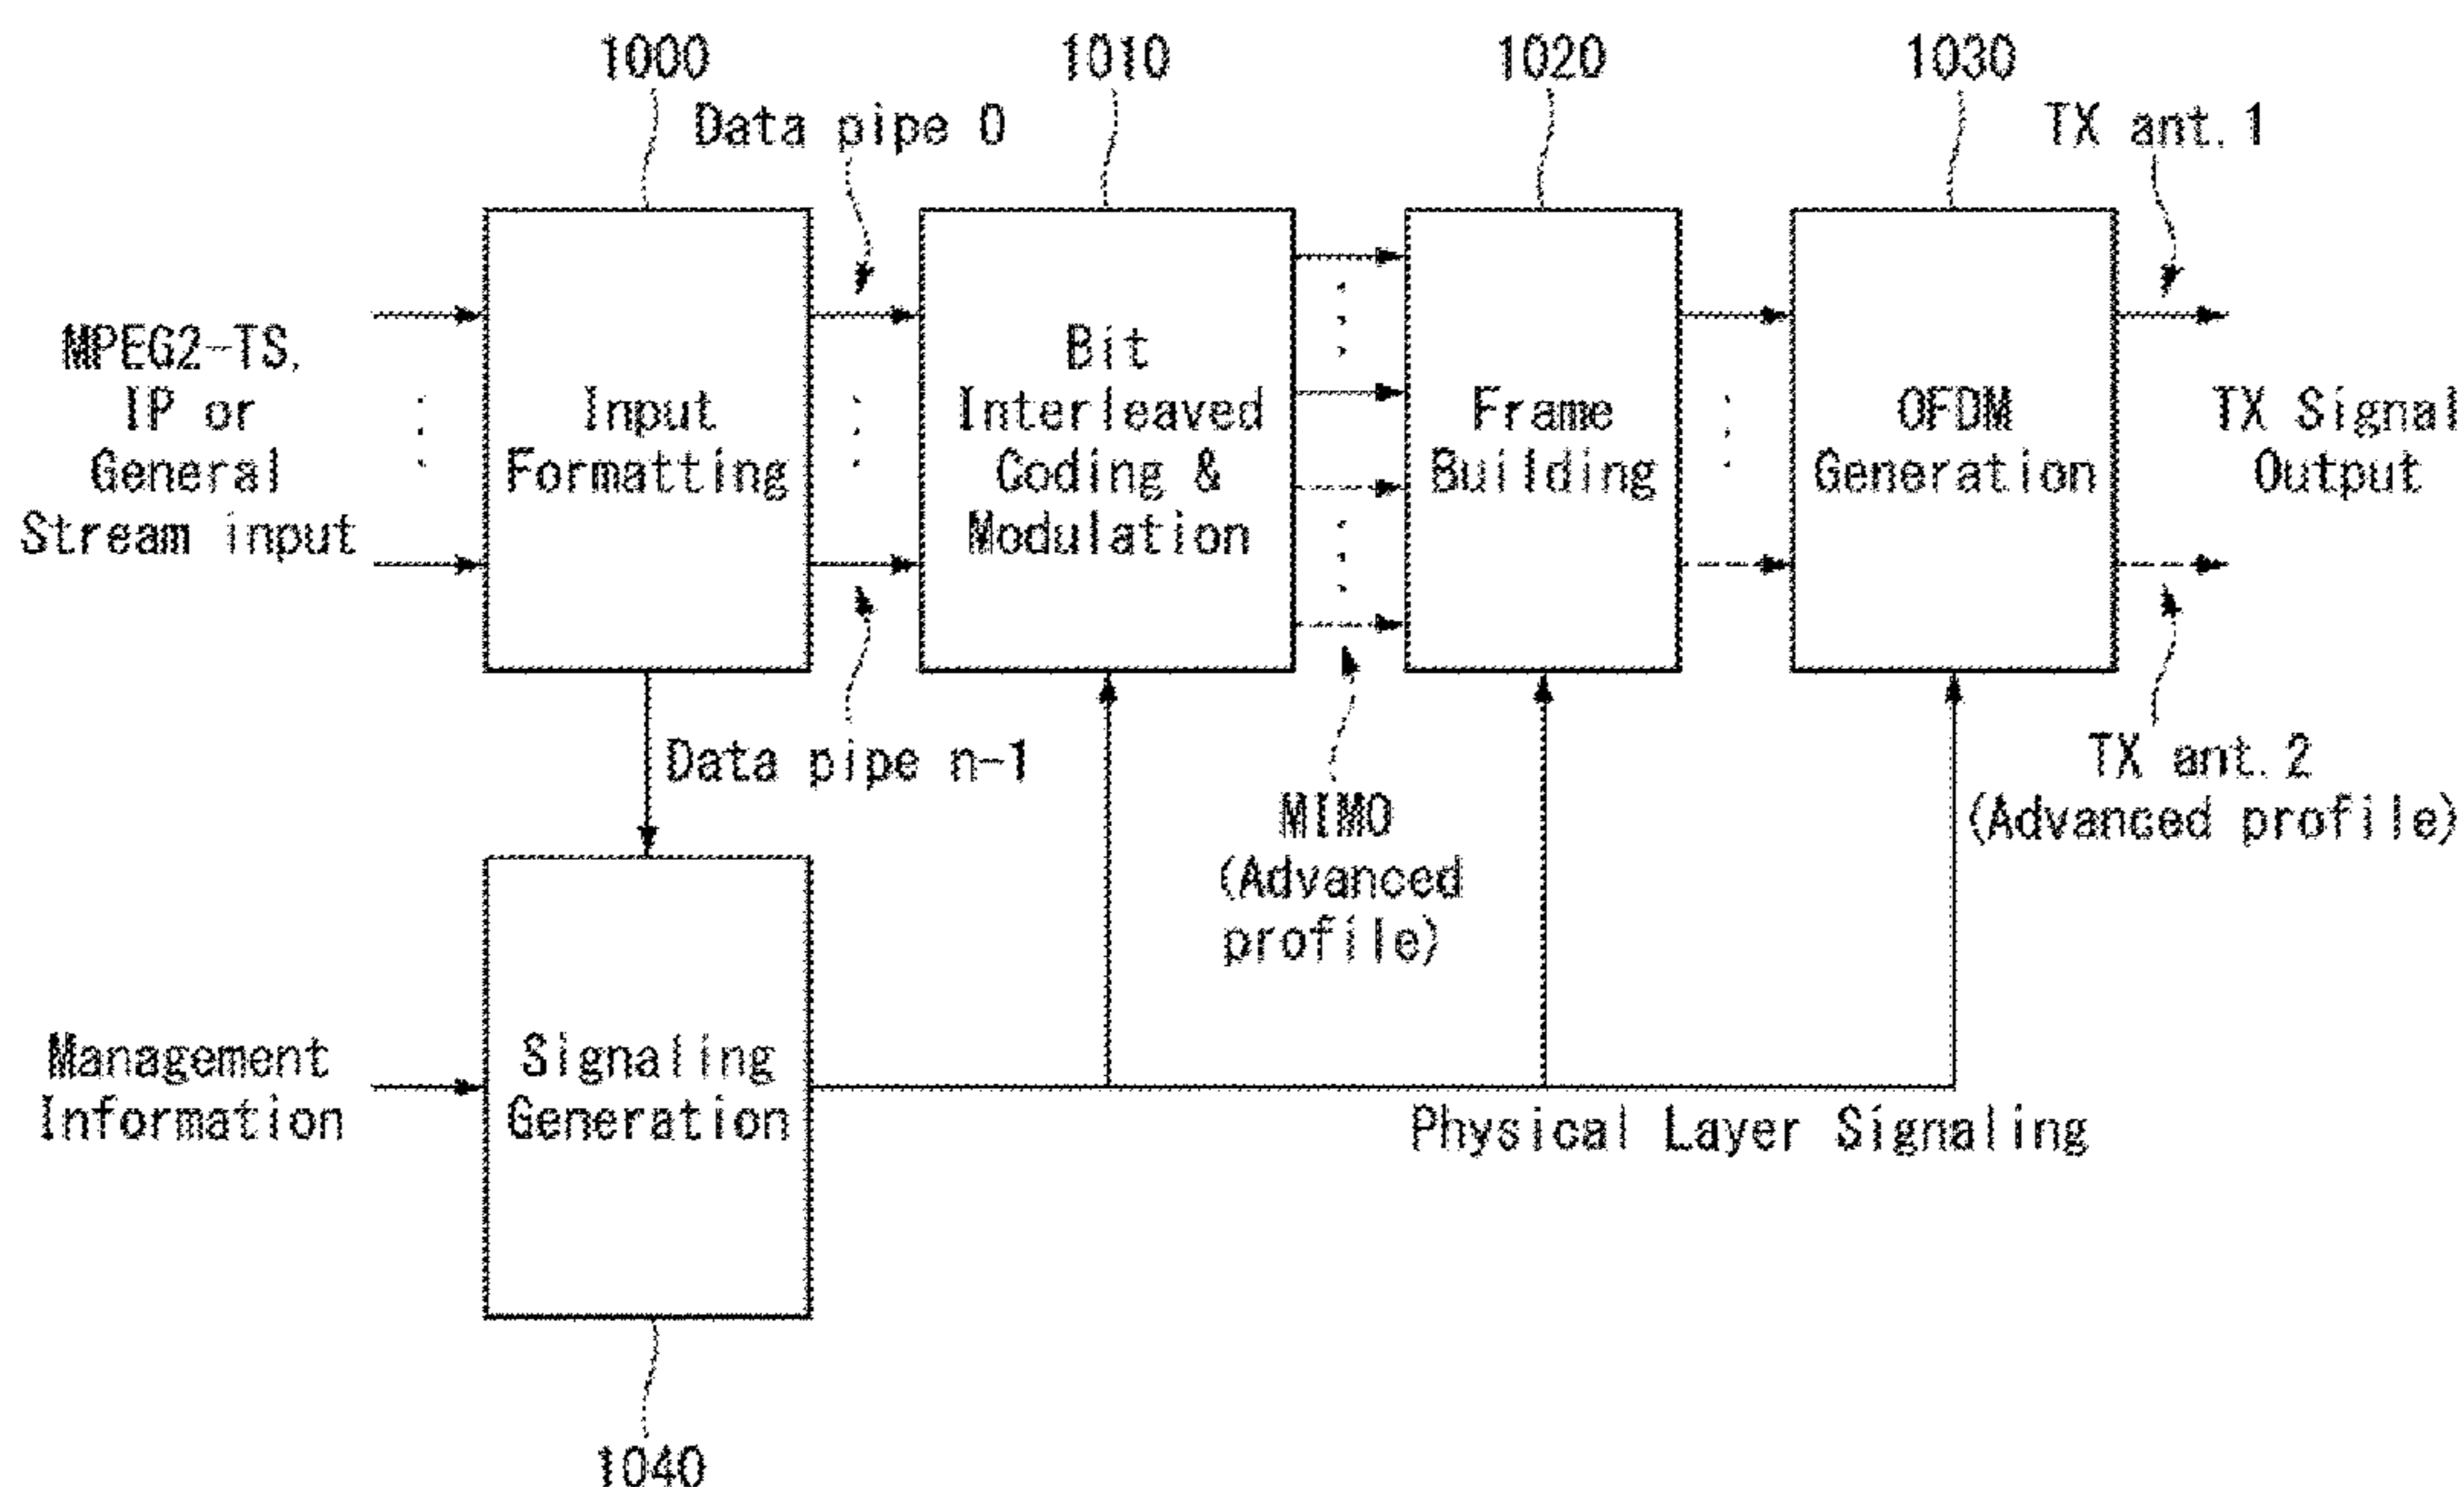 1000
1010
1020
1030
Data pipe 0
TX ant.1
MPEG2-TS,
IP or
General
Stream input
Input
Formatting
Bit
Interleaved
Coding &
Modulation
Frame
Building
OFDM
Generation
TX Signal
Output
Data pipe n-1
MIMO
(Advanced
profile)
TX ant.2
(Advanced profile)
Management
Information
Signaling
Generation
Physical Layer Signaling
1040